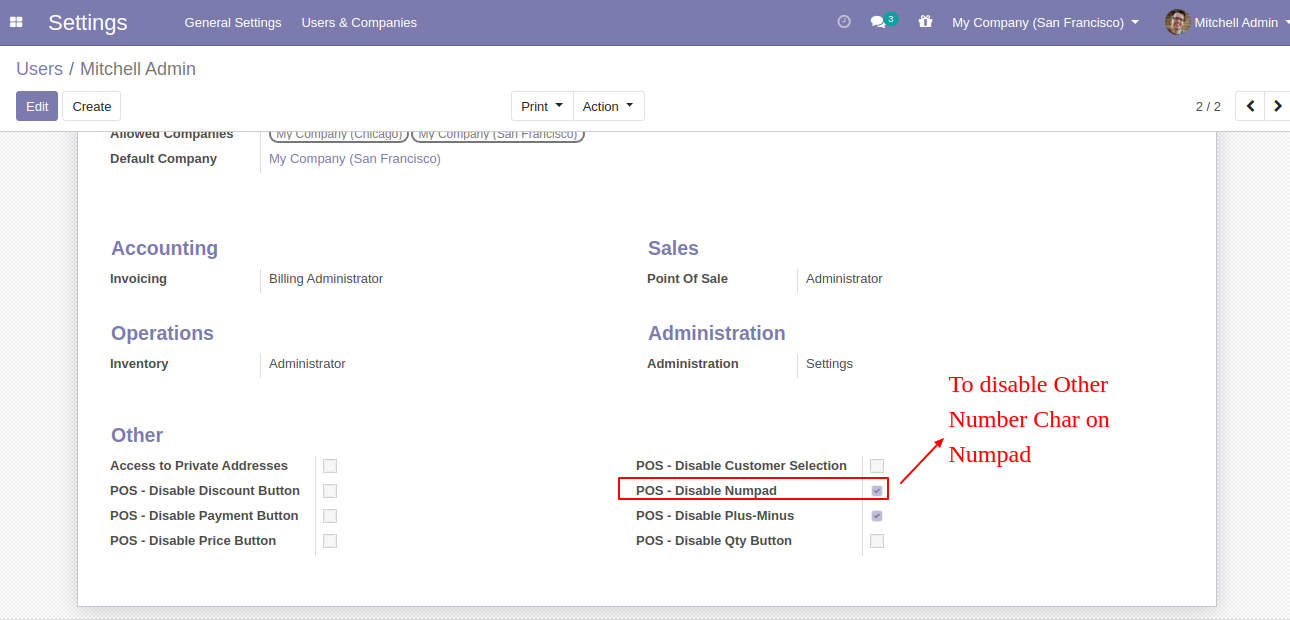 Settings General Settings Users & Companies 3 My Company (San Francisco) Mitchell Admin
Users / Mitchell Admin
Edit Create Print Action 2 / 2
Allowed Companies My Company (Chicago) My Company (San Francisco)
Default Company My Company (San Francisco)
Accounting Sales
Invoicing Billing Administrator Point Of Sale Administrator
Operations Administration
Inventory Administrator Administration Settings
To disable Other
Number Char on
Numpad
Other
Access to Private Addresses POS - Disable Customer Selection
POS - Disable Discount Button POS - Disable Numpad
POS - Disable Payment Button POS - Disable Plus-Minus
POS - Disable Price Button POS - Disable Qty Button